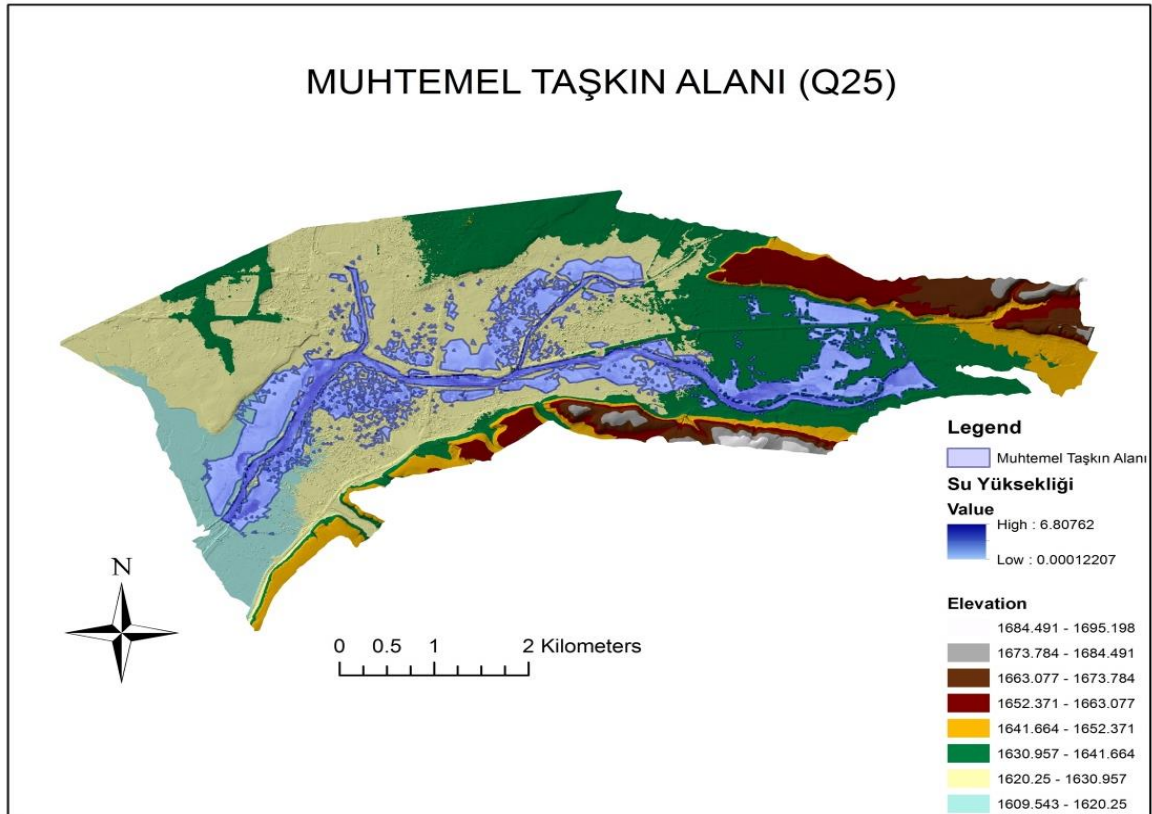 MUHTEMEL TAŞKIN ALANI (Q25)
N
0 0.5 1 2 Kilometers
Legend
Muhtemel Taşkın Alanı
Su Yüksekliği
Value
High : 6.80762
Low : 0.00012207
Elevation
1684.491 - 1695.198
1673.784 - 1684.491
1663.077 - 1673.784
1652.371 - 1663.077
1641.664 - 1652.371
1630.957 - 1641.664
1620.25 - 1630.957
1609.543 - 1620.25